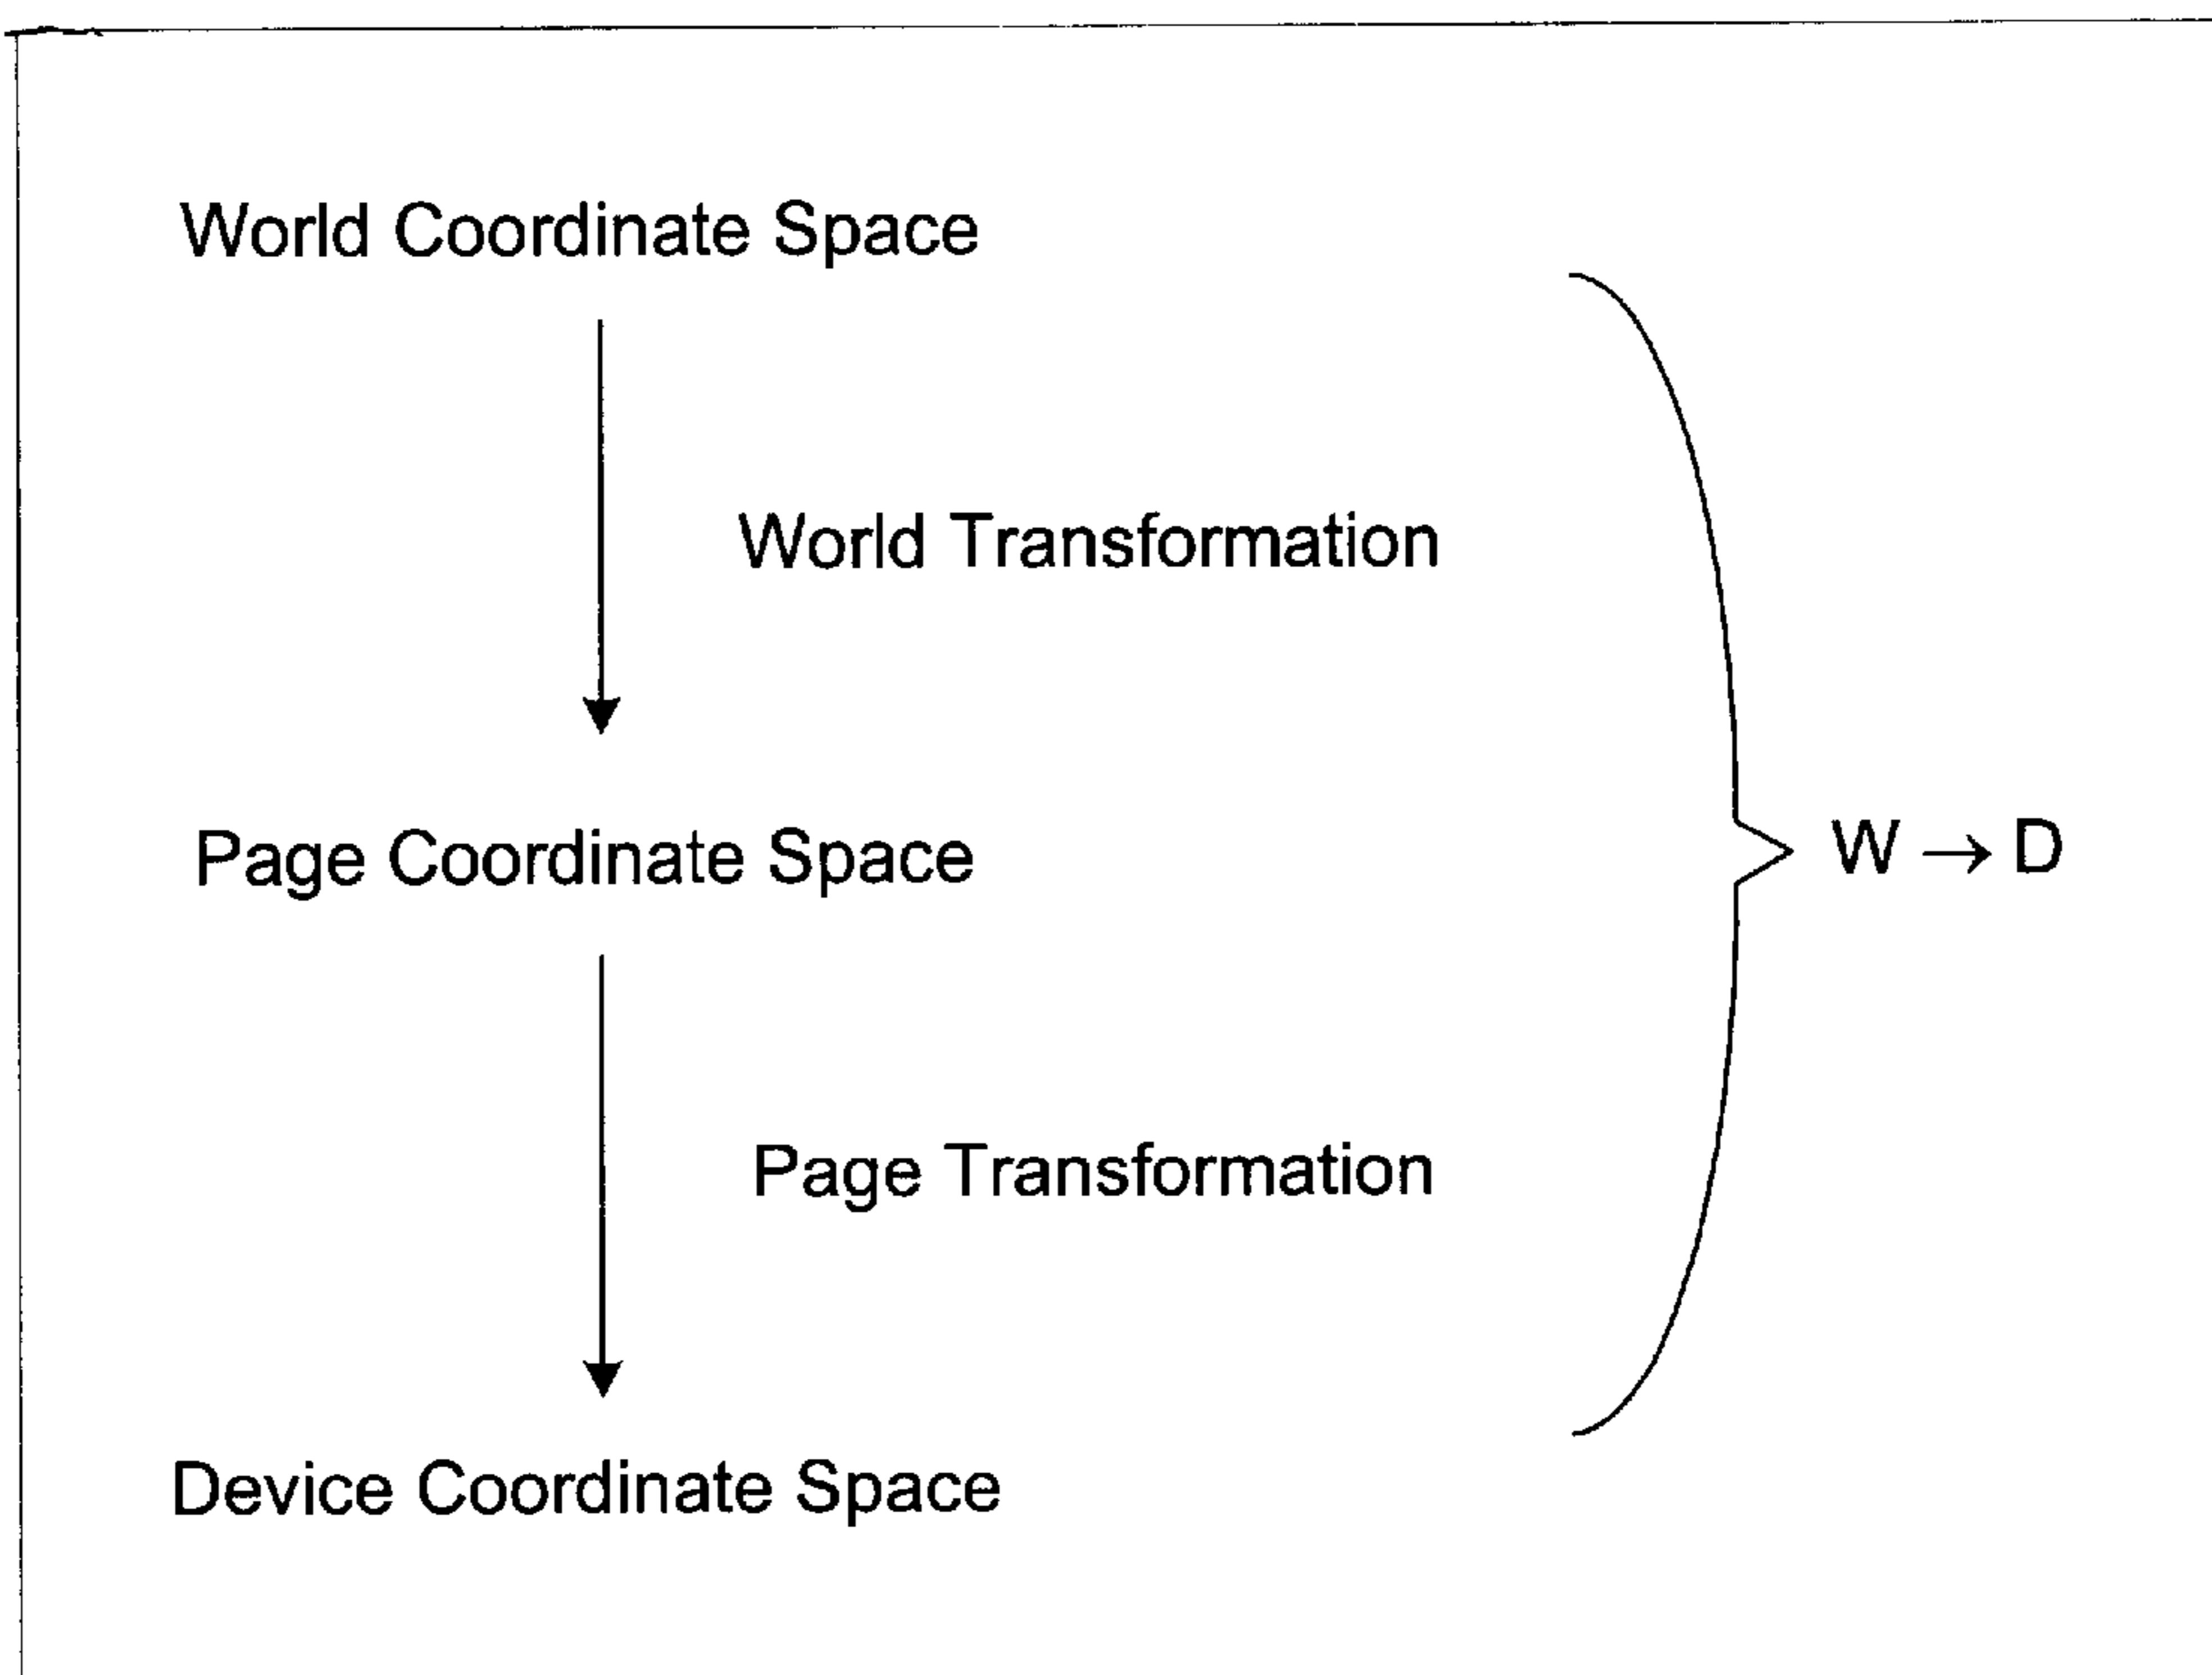 World Coordinate Space
World Transformation
Page Coordinate Space
W → D
Page Transformation
Device Coordinate Space